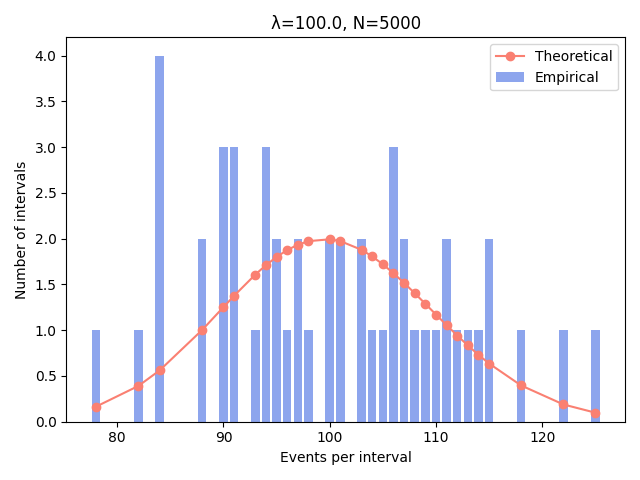 λ=100.0, N=5000
Theoretical
Empirical
4.0
3.5
3.0
2.5
2.0
1.5
1.0
0.5
0.0
Number of intervals
80
90
100
110
120
Events per interval